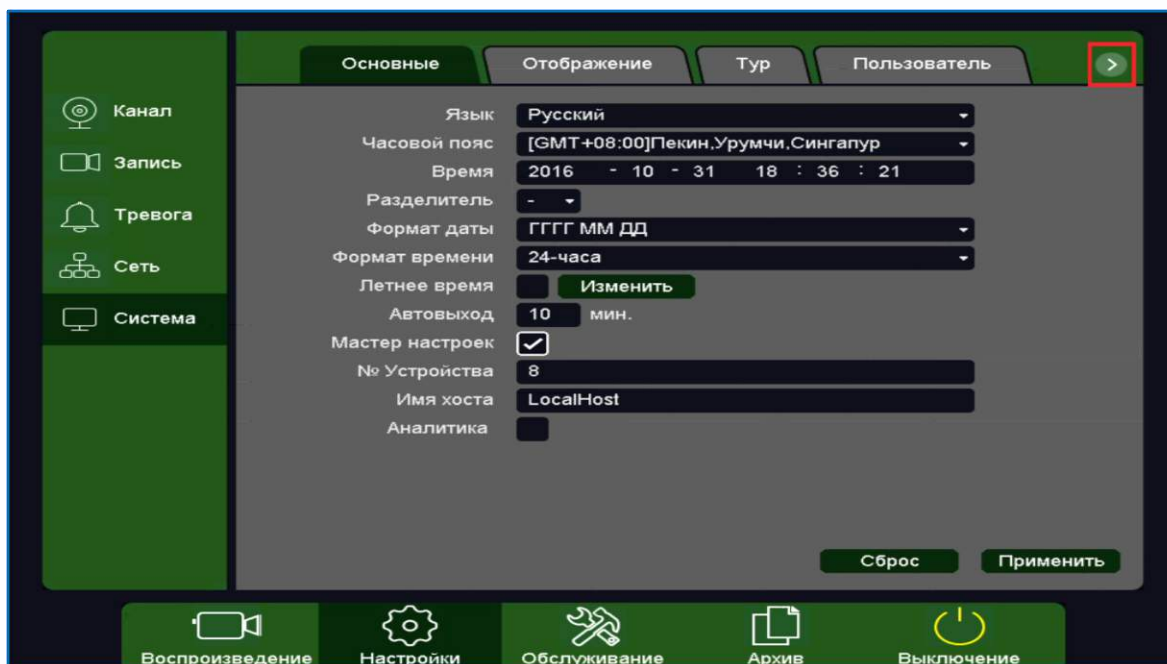 Основные Отображение Тур Пользователь >
Канал
Запись
Тревога
Сеть
Система
Язык Русский
Часовой пояс [GMT+08:00]Пекин,Урумчи,Сингапур
Время 2016 - 10 - 31 18 : 36 : 21
Разделитель -
Формат даты ГГГГ ММ ДД
Формат времени 24-часа
Летнее время Изменить
Автовыход 10 мин.
Мастер настроек
№ Устройства 8
Имя хоста LocalHost
Аналитика
Сброс Применить
Воспроизведение Настройки Обслуживание Архив Выключение